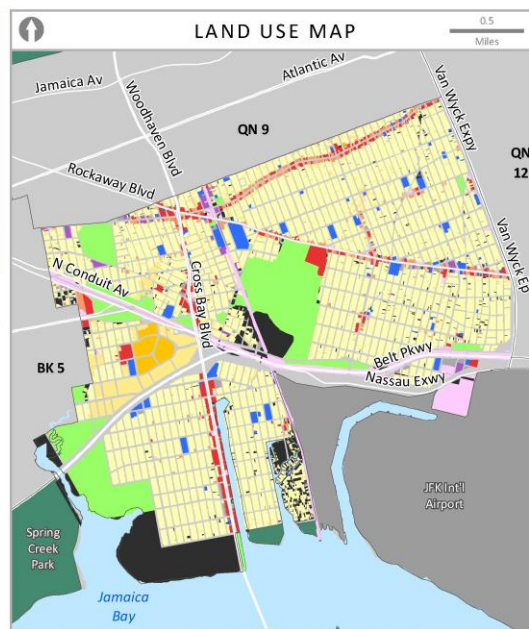 LAND USE MAP
0.5
Miles
Jamaica Av
Woodhaven Blvd
Atlantic Av
Van Wyck Expy
QN 9
QN
12
Rockaway Blvd
N Conduit Av
Cross Bay Blvd
Van Wyck Ep
BK 5
Belt Pkwy
Nassau Exwy
JFK Int'l
Airport
Spring
Creek
Park
Jamaica
Bay